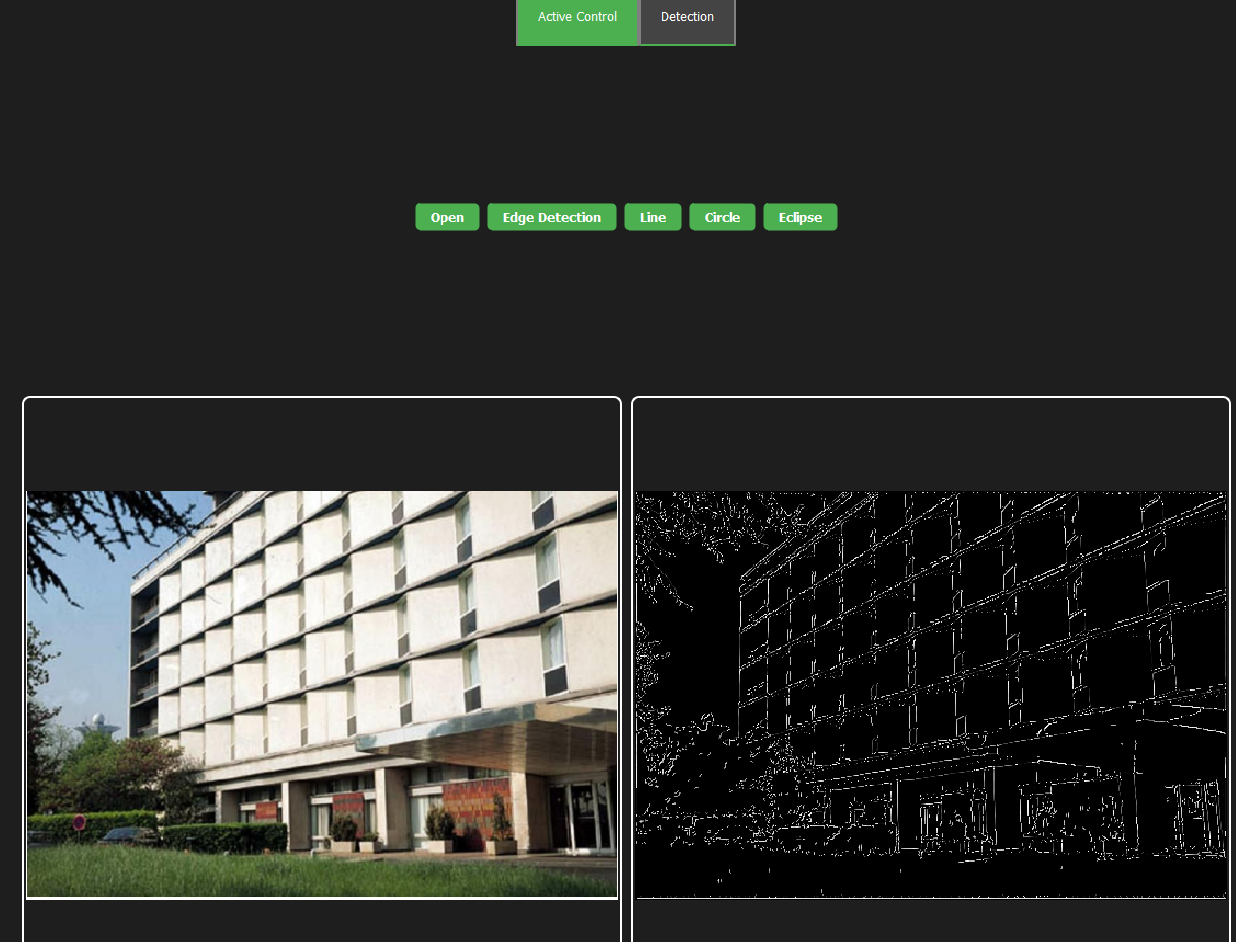 Active Control Detection
Open Edge Detection Line Circle Eclipse